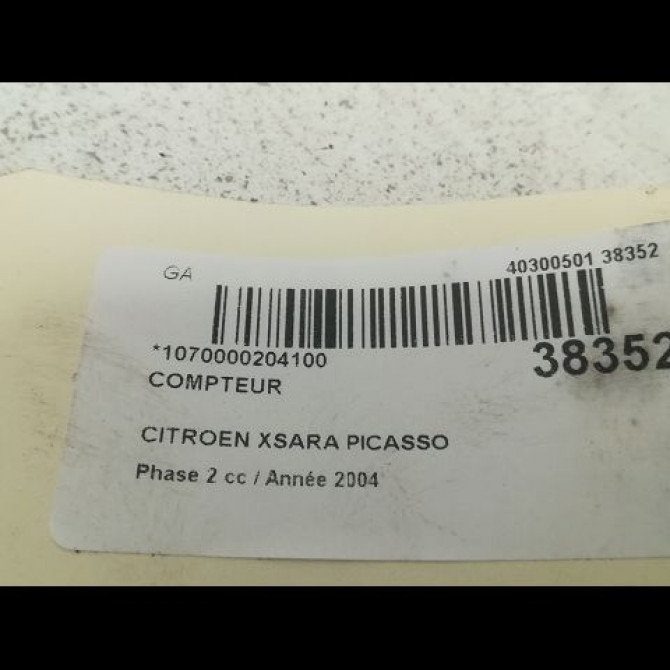 GA
40300501 38352
*1070000204100
38352
COMPTEUR
CITROEN XSARA PICASSO
Phase 2 cc / Année 2004